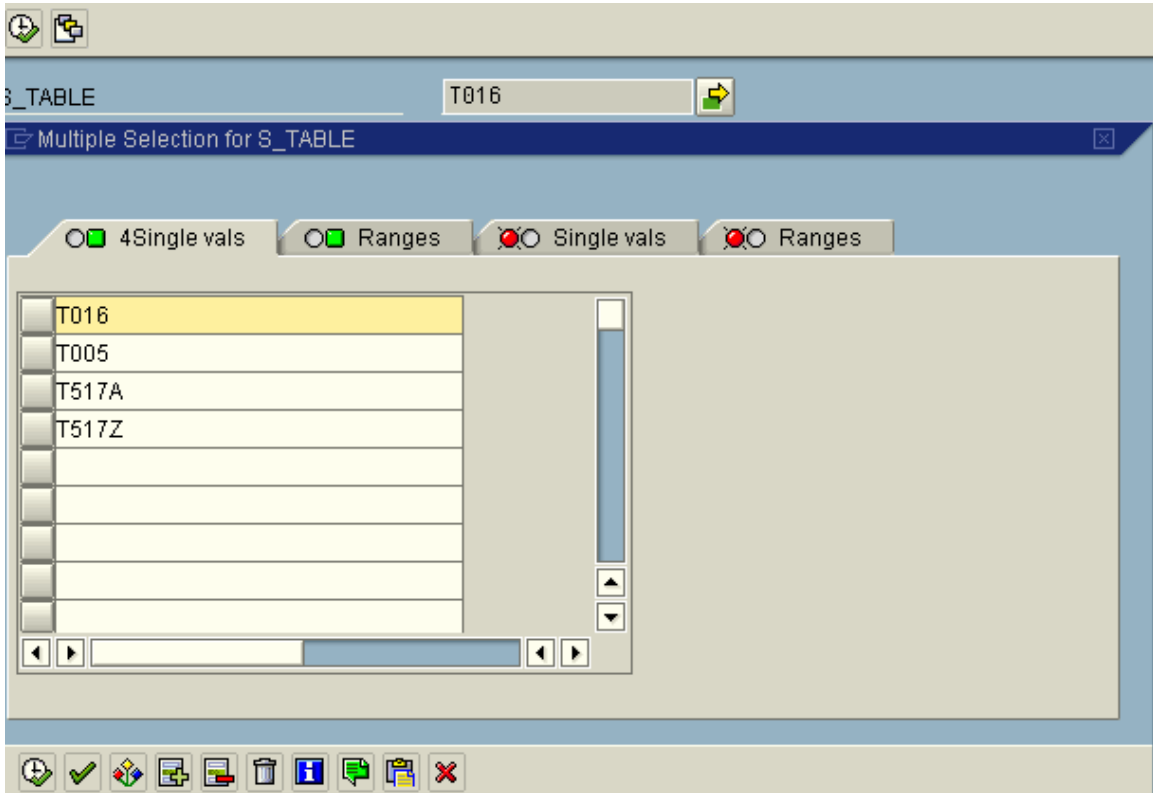 S_TABLE T016
Multiple Selection for S_TABLE
4Single vals Ranges Single vals Ranges
T016
T005
T517A
T517Z